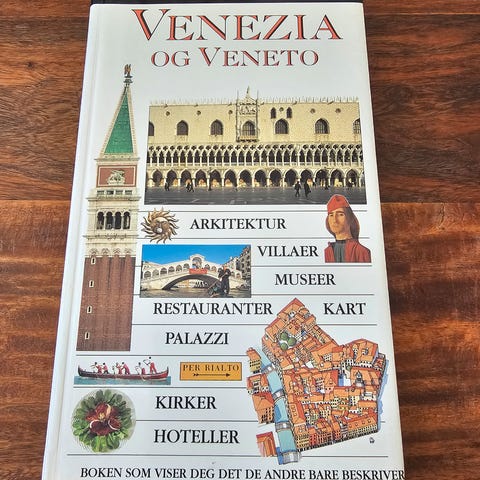 VENEZIA
OG VENETO
ARKITEKTUR
VILLAER
MUSEER
RESTAURANTER
KART
PALAZZI
PER RIALTO
KIRKER
HOTELLER
BOKEN SOM VISER DEG DET DE ANDRE BARE BESKRIVER